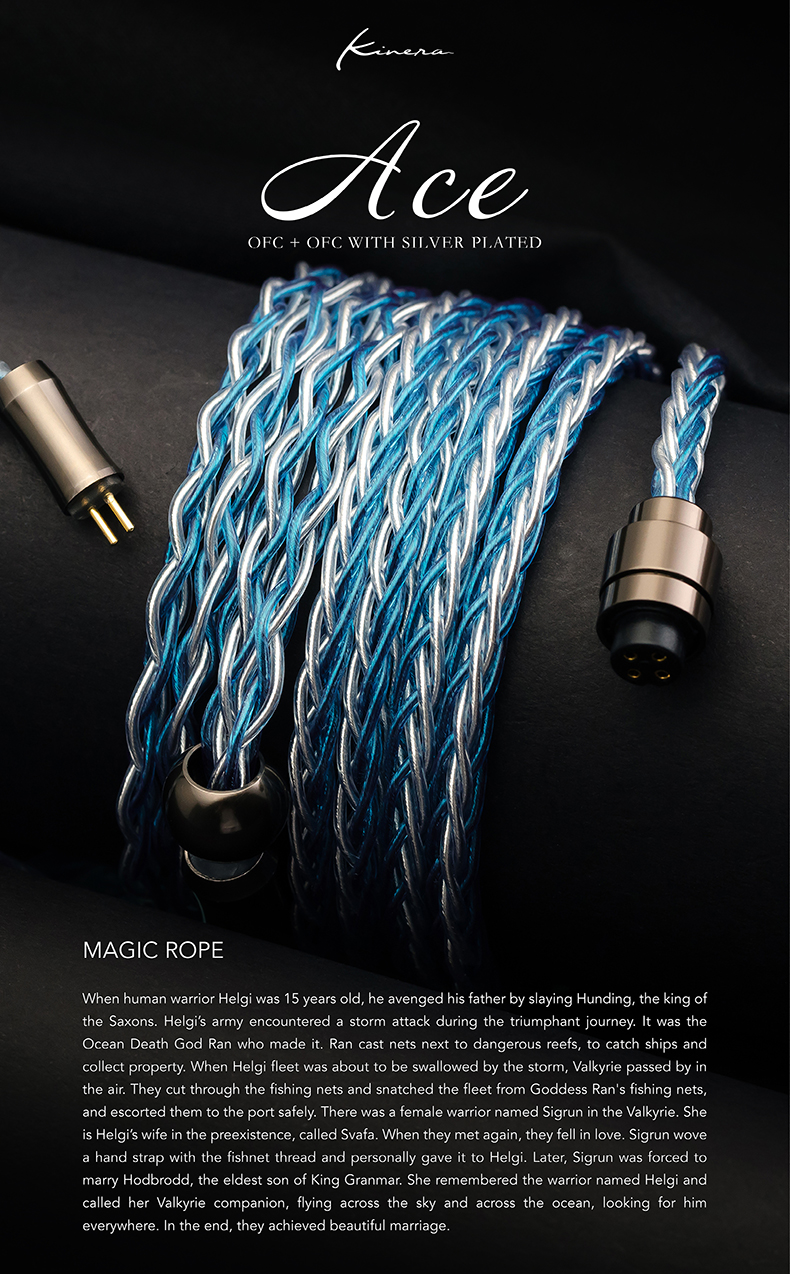 Kinera
Ace
OFC + OFC WITH SILVER PLATED
MAGIC ROPE
When human warrior Helgi was 15 years old, he avenged his father by slaying Hunding, the king of
the Saxons. Helgi’s army encountered a storm attack during the triumphant journey. It was the
Ocean Death God Ran who made it. Ran cast nets next to dangerous reefs, to catch ships and
collect property. When Helgi fleet was about to be swallowed by the storm, Valkyrie passed by in
the air. They cut through the fishing nets and snatched the fleet from Goddess Ran's fishing nets,
and escorted them to the port safely. There was a female warrior named Sigrun in the Valkyrie. She
is Helgi’s wife in the preexistence, called Svafa. When they met again, they fell in love. Sigrun wove
a hand strap with the fishnet thread and personally gave it to Helgi. Later, Sigrun was forced to
marry Hodbrodd, the eldest son of King Granmar. She remembered the warrior named Helgi and
called her Valkyrie companion, flying across the sky and across the ocean, looking for him
everywhere. In the end, they achieved beautiful marriage.